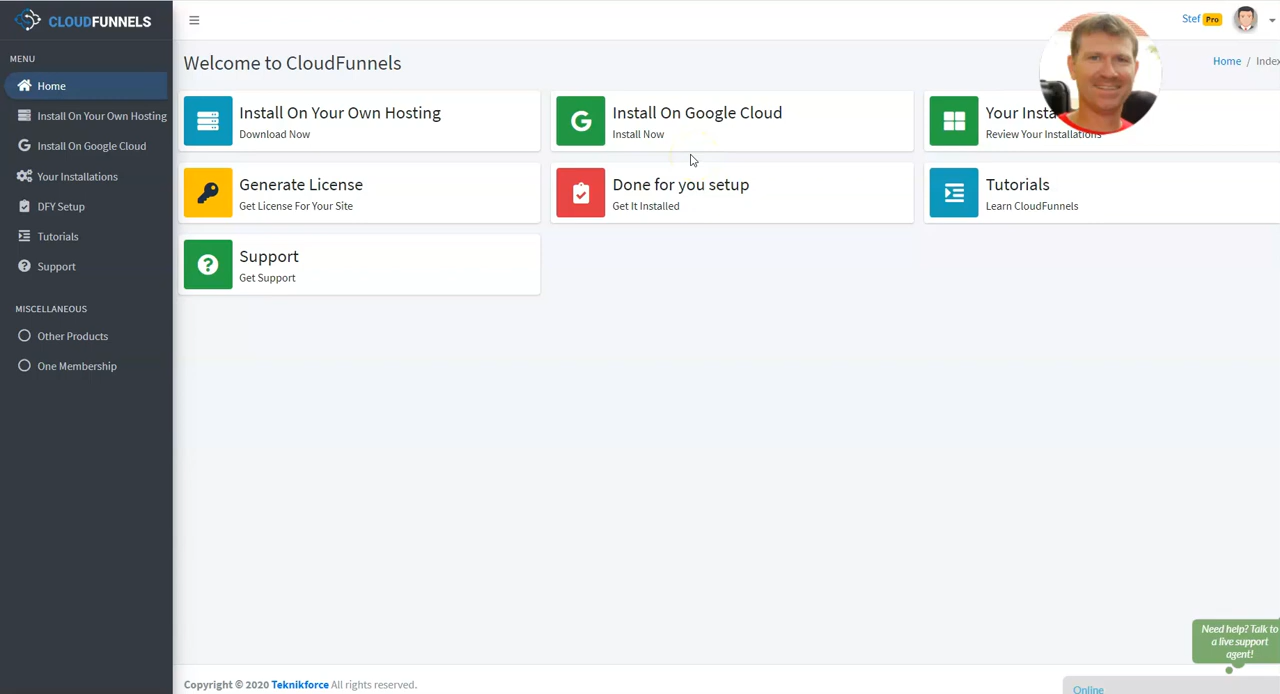 CLOUDFUNNELS
Stef Pro
MENU
Home
Install On Your Own Hosting
Install On Google Cloud
Your Installations
DFY Setup
Tutorials
Support
MISCELLANEOUS
Other Products
One Membership
Welcome to CloudFunnels
Home / Index
Install On Your Own Hosting
Download Now
Install On Google Cloud
Install Now
Your Insta
Review Your Installations
Generate License
Get License For Your Site
Done for you setup
Get It Installed
Tutorials
Learn CloudFunnels
Support
Get Support
Need help? Talk to
a live support
agent!
Online
Copyright © 2020 Teknikforce All rights reserved.